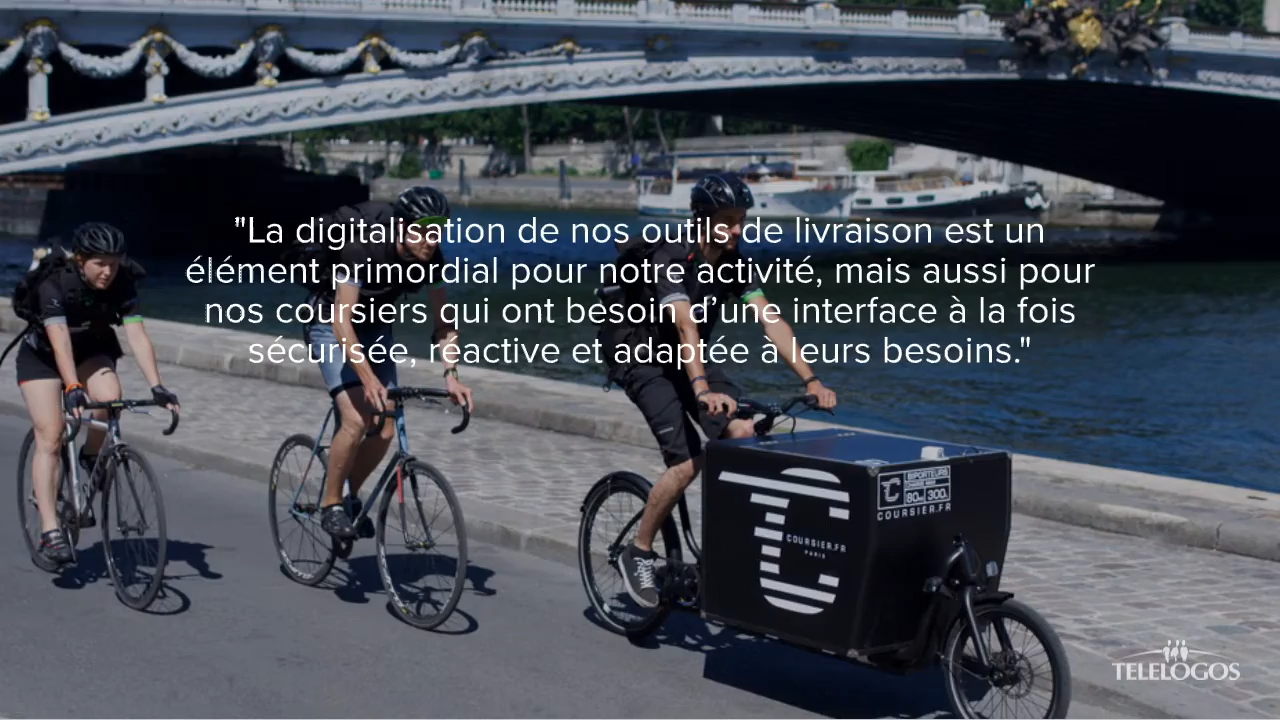 "La digitalisation de nos outils de livraison est un
élément primordial pour notre activité, mais aussi pour
nos coursiers qui ont besoin d’une interface à la fois
sécurisée, réactive et adaptée à leurs besoins."
COURSIER.FR
COURSIER.FR
PARIS
TELELOGOS